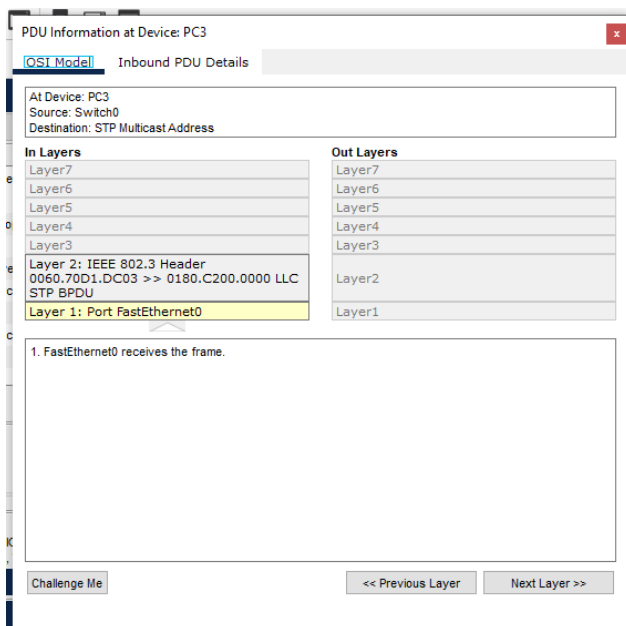 PDU Information at Device: PC3
x
OSI Model
Inbound PDU Details
At Device: PC3
Source: Switch0
Destination: STP Multicast Address
In Layers
Layer7
Layer6
Layer5
Layer4
Layer3
Layer 2: IEEE 802.3 Header
0060.70D1.DC03 >> 0180.C200.0000 LLC
STP BPDU
Layer 1: Port FastEthernet0
Out Layers
Layer7
Layer6
Layer5
Layer4
Layer3
Layer2
Layer1
1. FastEthernet0 receives the frame.
Challenge Me
<< Previous Layer
Next Layer >>